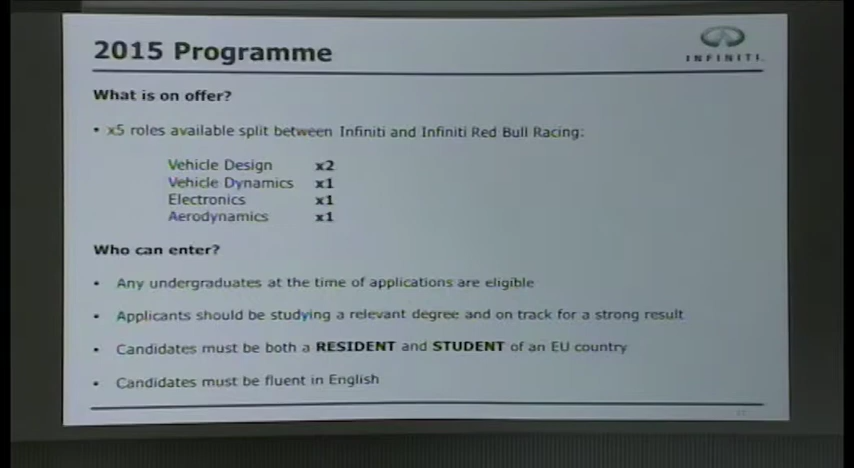 2015 Programme
INFINITI
What is on offer?
• x5 roles available split between Infiniti and Infiniti Red Bull Racing:
Vehicle Design x2
Vehicle Dynamics x1
Electronics x1
Aerodynamics x1
Who can enter?
• Any undergraduates at the time of applications are eligible
• Applicants should be studying a relevant degree and on track for a strong result
• Candidates must be both a RESIDENT and STUDENT of an EU country
• Candidates must be fluent in English